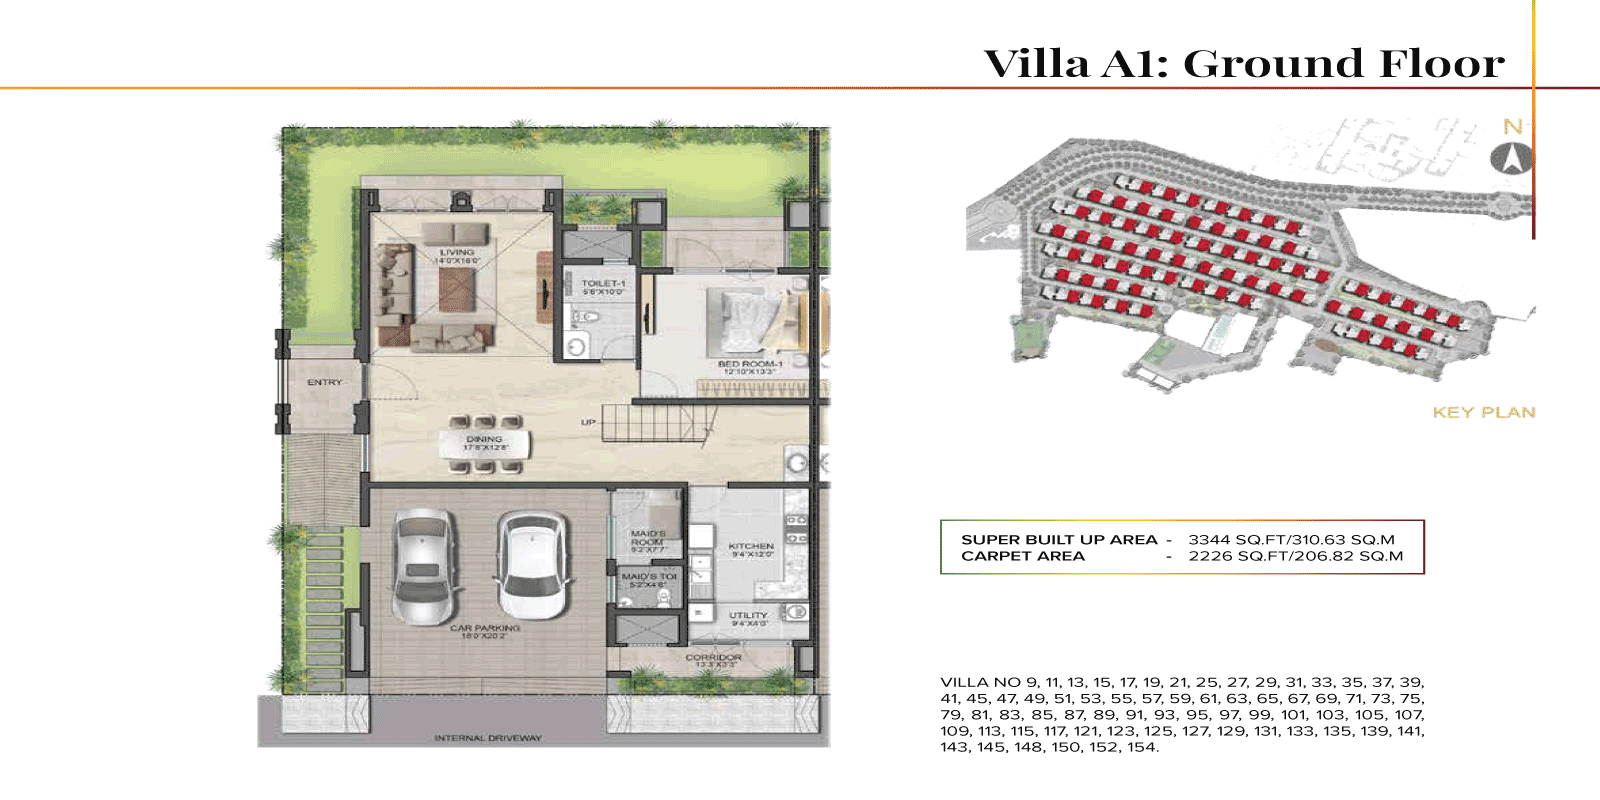 Villa A1: Ground Floor
N
LIVING
14'0"X16'0"
TOILET-1
5'8"X10'0"
BED ROOM-1
12'10"X13'3"
ENTRY
UP
DINING
17'8"X12'8"
KEY PLAN
MAID'S
ROOM
5'2"X7'7"
KITCHEN
9'4"X12'0"
MAID'S TOI
5'2"X4'8"
UTILITY
9'4"X4'0"
CAR PARKING
18'0"X20'2"
CORRIDOR
13'3"X3'3"
INTERNAL DRIVEWAY
SUPER BUILT UP AREA - 3344 SQ.FT/310.63 SQ.M
CARPET AREA - 2226 SQ.FT/206.82 SQ.M
VILLA NO 9, 11, 13, 15, 17, 19, 21, 25, 27, 29, 31, 33, 35, 37, 39,
41, 45, 47, 49, 51, 53, 55, 57, 59, 61, 63, 65, 67, 69, 71, 73, 75,
79, 81, 83, 85, 87, 89, 91, 93, 95, 97, 99, 101, 103, 105, 107,
109, 113, 115, 117, 121, 123, 125, 127, 129, 131, 133, 135, 139, 141,
143, 145, 148, 150, 152, 154.